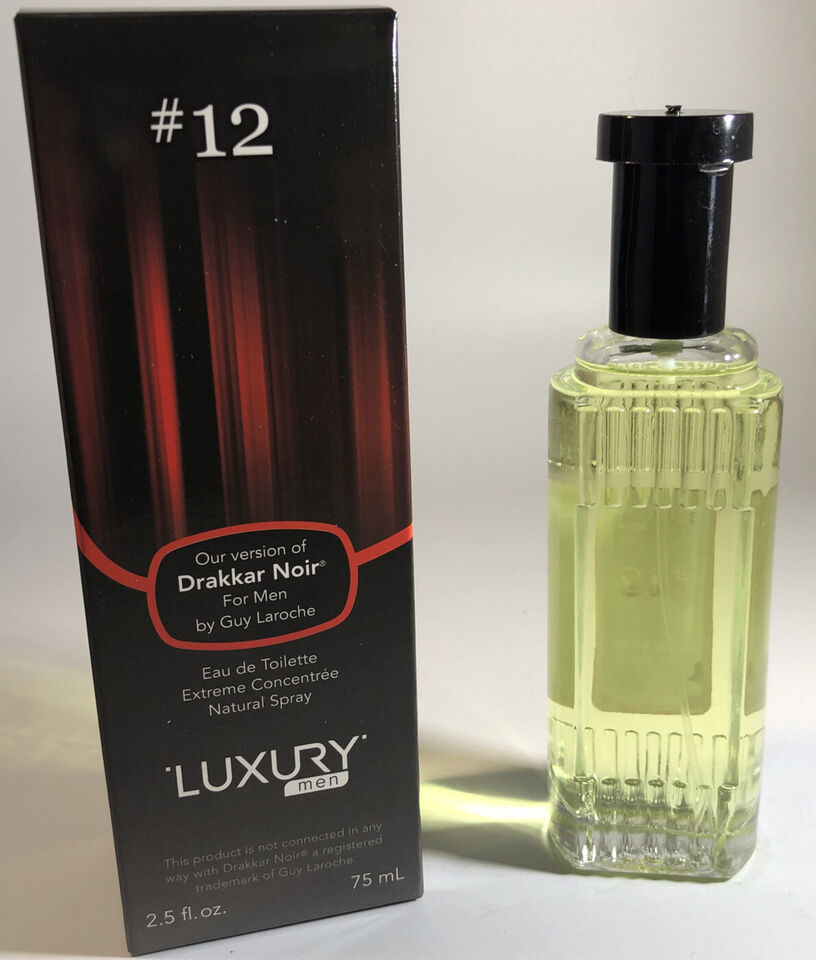 #12
Our version of
Drakkar Noir®
For Men
by Guy Laroche
Eau de Toilette
Extreme Concentrée
Natural Spray
LUXURY
men
This product is not connected in any
way with Drakkar Noir® a registered
trademark of Guy Laroche.
75 mL
2.5 fl.oz.